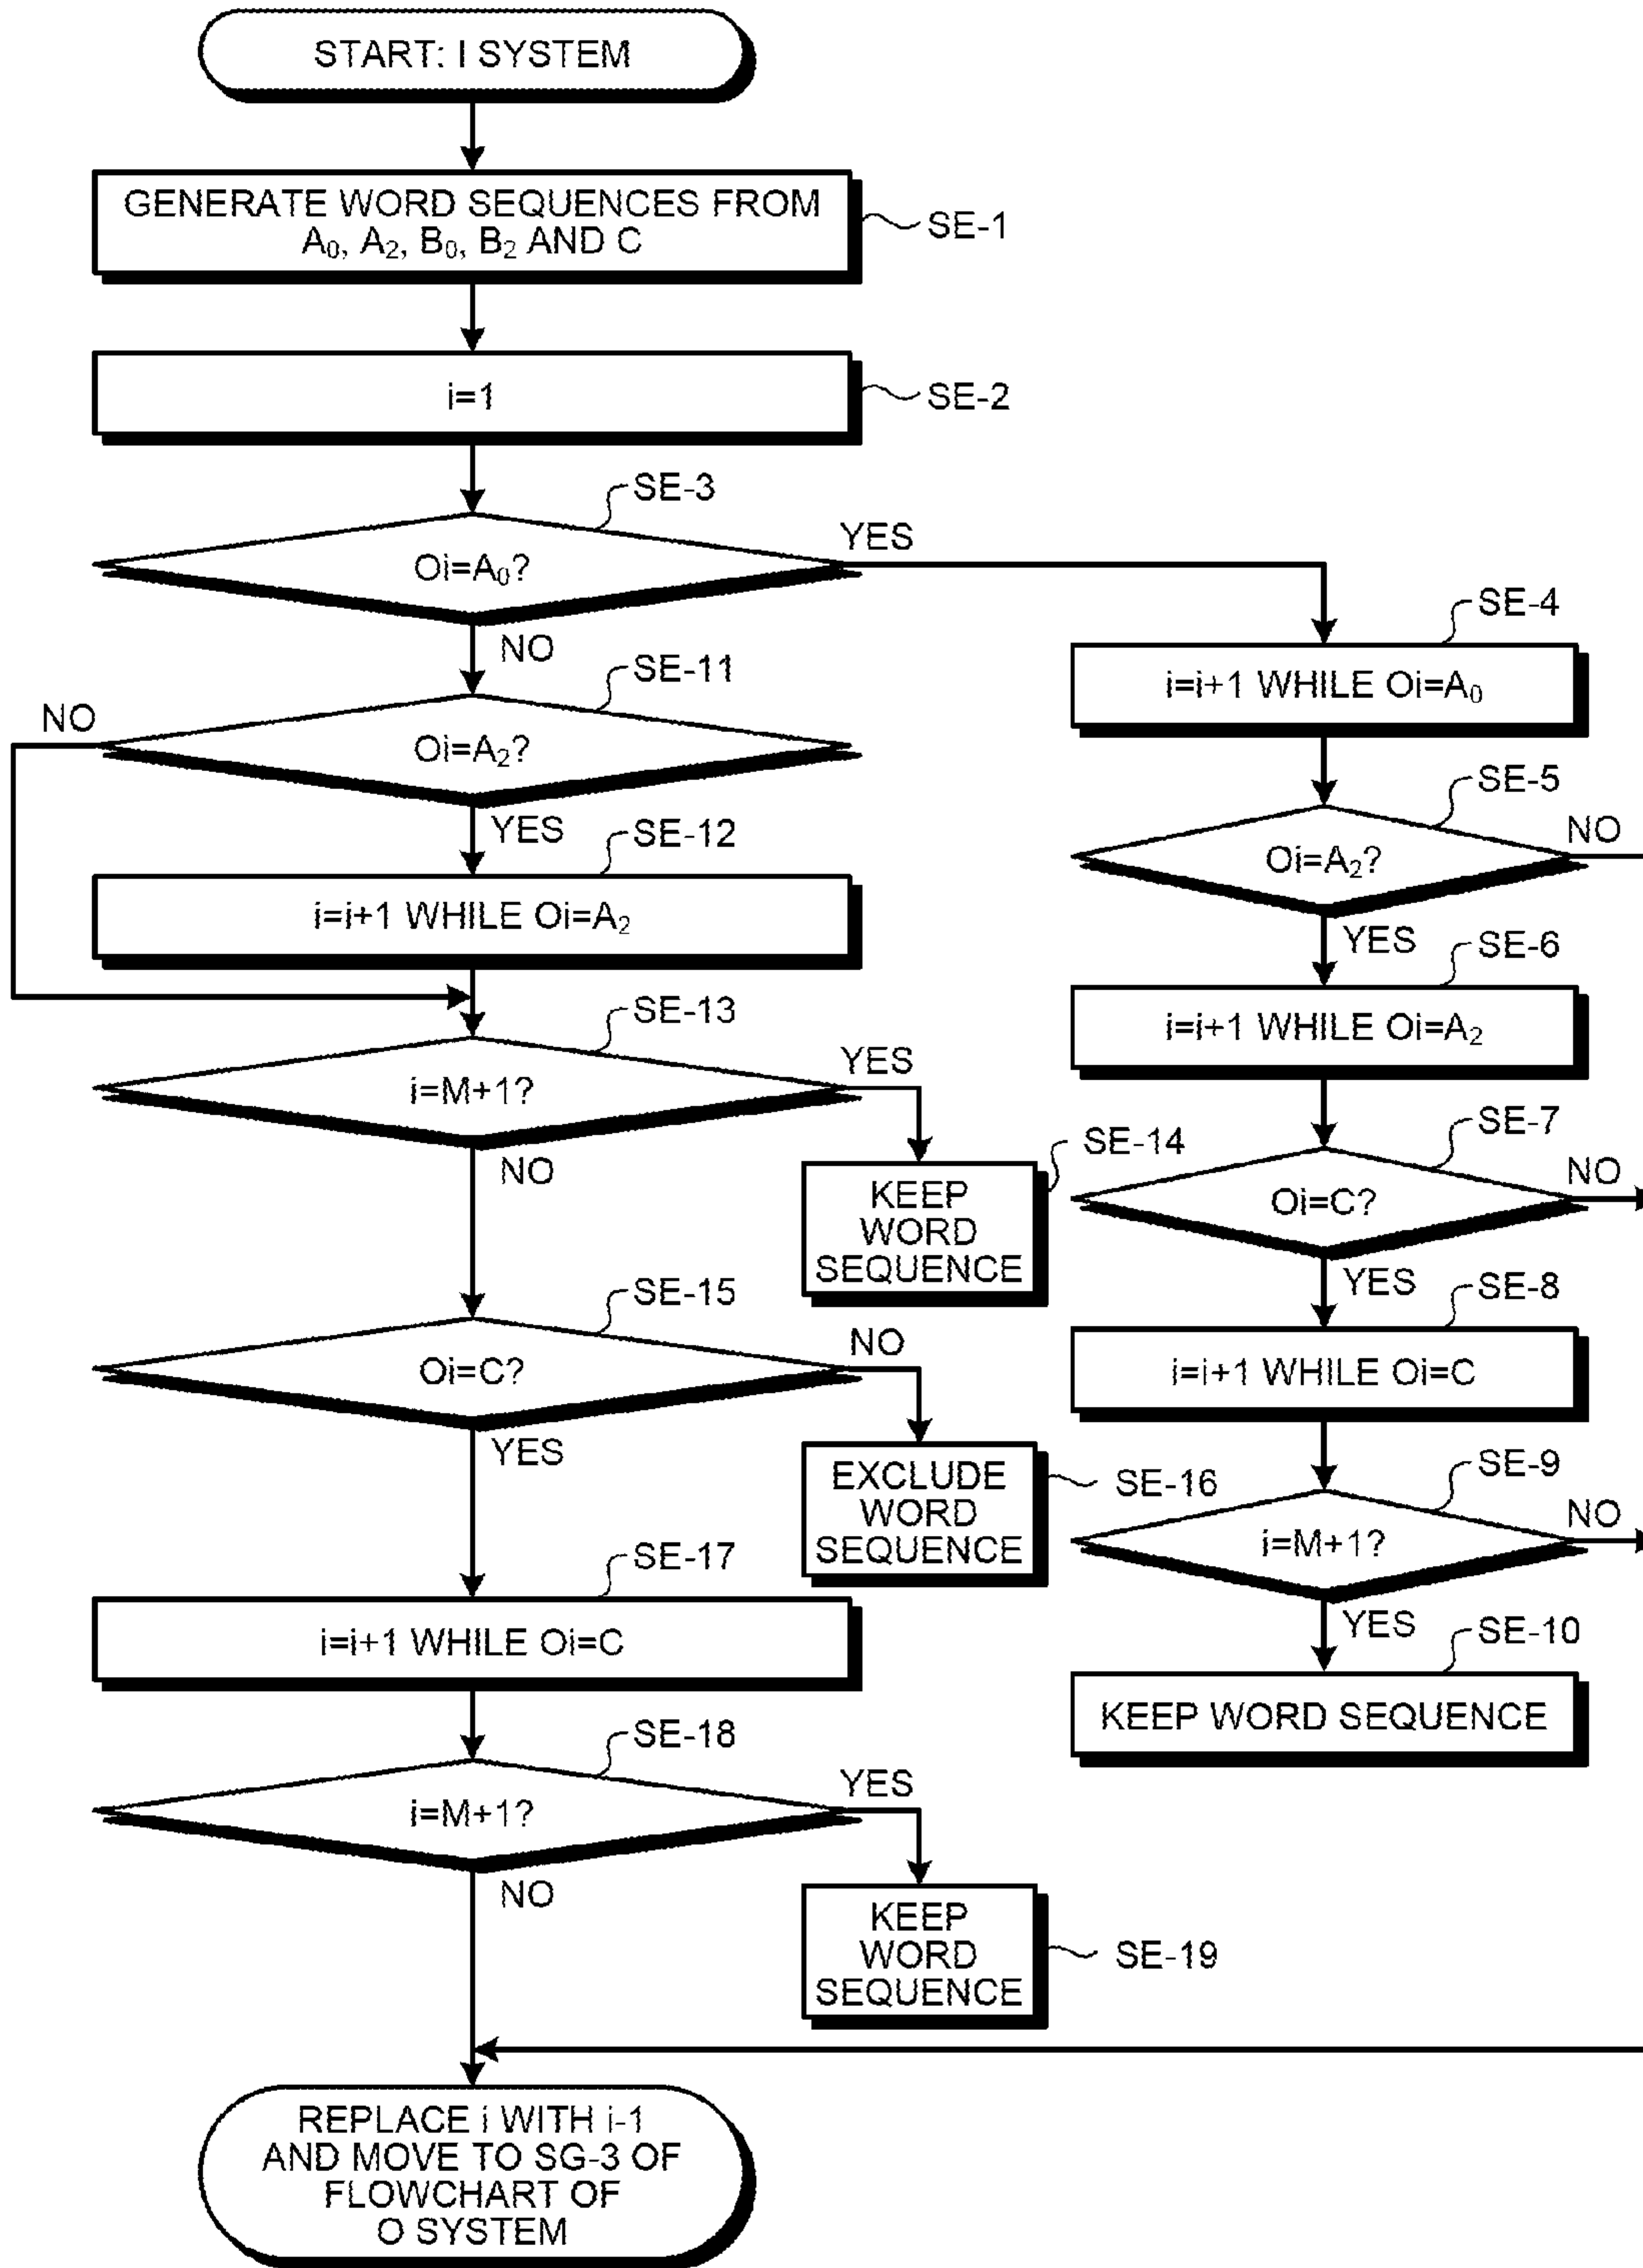 START: I SYSTEM
GENERATE WORD SEQUENCES FROM
A₀, A₂, B₀, B₂ AND C
SE-1
i=1
SE-2
SE-3
Oi=A₀?
YES
NO
SE-4
i=i+1 WHILE Oi=A₀
SE-11
NO
Oi=A₂?
YES
SE-5
Oi=A₂?
NO
YES
SE-12
i=i+1 WHILE Oi=A₂
SE-6
i=i+1 WHILE Oi=A₂
SE-13
i=M+1?
YES
NO
SE-14
KEEP
WORD
SEQUENCE
SE-7
Oi=C?
NO
YES
SE-15
Oi=C?
NO
YES
SE-16
EXCLUDE
WORD
SEQUENCE
SE-8
i=i+1 WHILE Oi=C
SE-9
i=M+1?
NO
YES
SE-17
i=i+1 WHILE Oi=C
SE-10
KEEP WORD SEQUENCE
SE-18
i=M+1?
YES
NO
KEEP
WORD
SEQUENCE
SE-19
REPLACE i WITH i-1
AND MOVE TO SG-3 OF
FLOWCHART OF
O SYSTEM